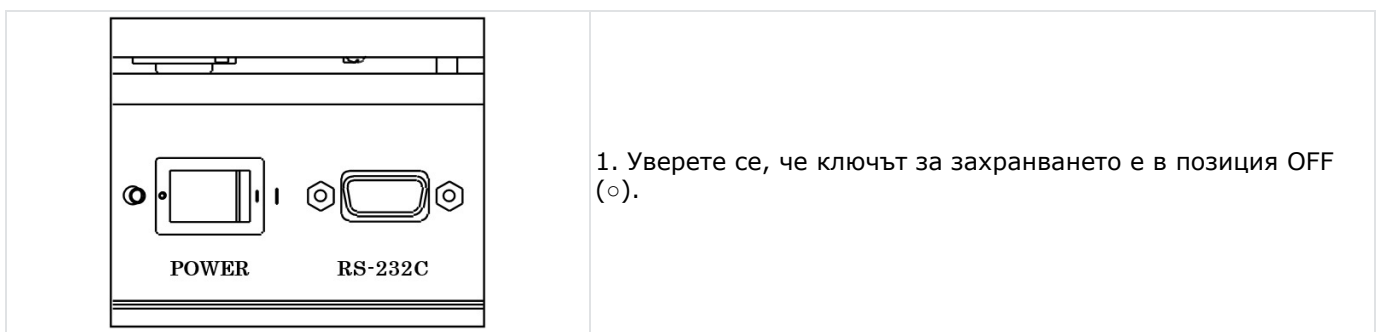 POWER RS-232C
1. Уверете се, че ключът за захранването е в позиция OFF
(○).